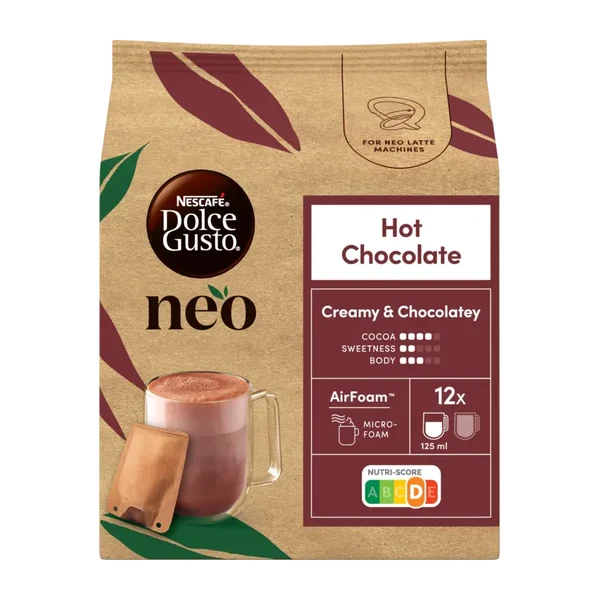 FOR NEO LATTE
MACHINES
NESCAFÉ®
Dolce
Gusto®
neo
Hot
Chocolate
Creamy & Chocolatey
COCOA
SWEETNESS
BODY
AirFoam™
12x
MICRO-
FOAM
125 ml
NUTRI-SCORE
A B C D E